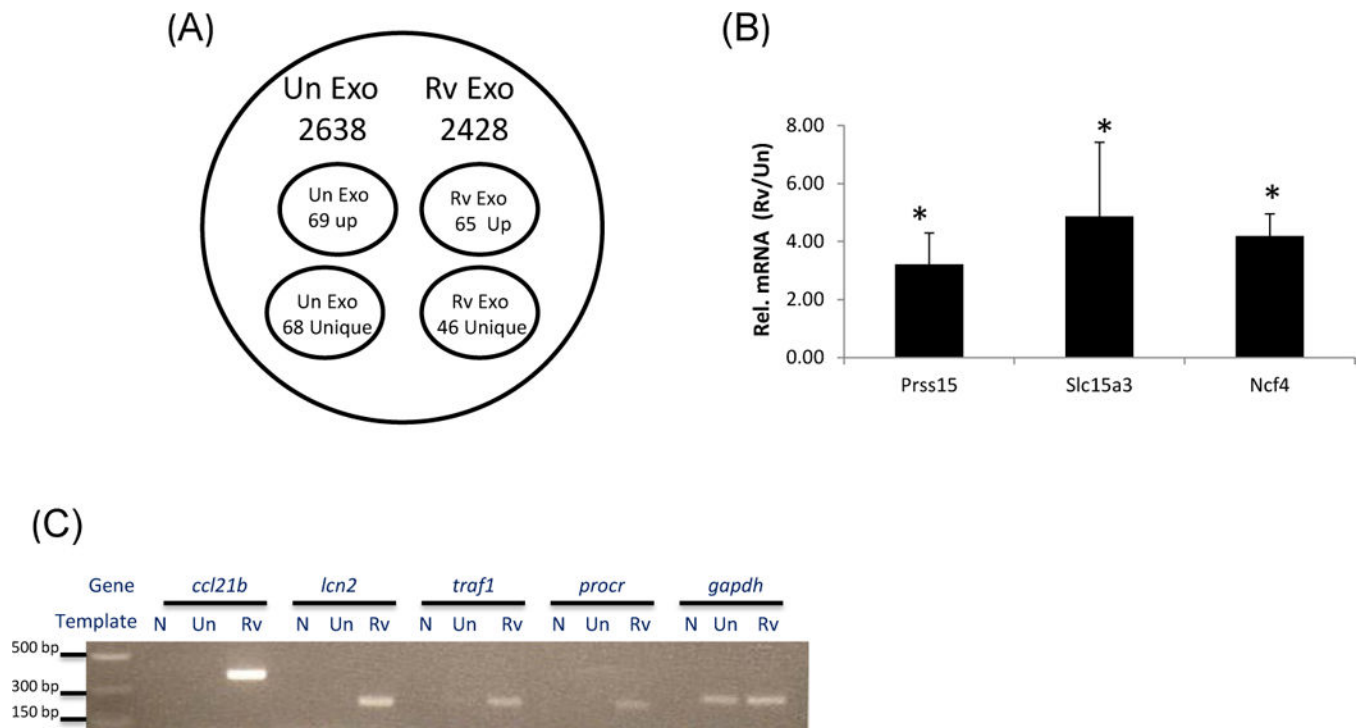 (A)
Un Exo Rv Exo
2638 2428
Un Exo
69 up
Rv Exo
65 Up
Un Exo
68 Unique
Rv Exo
46 Unique
(B)
Rel. mRNA (Rv/Un)
8.00
6.00
4.00
2.00
0.00
*
*
*
Prss15 Slc15a3 Ncf4
(C)
Gene ccl21b lcn2 traf1 procr gapdh
Template N Un Rv N Un Rv N Un Rv N Un Rv N Un Rv
500 bp
300 bp
150 bp